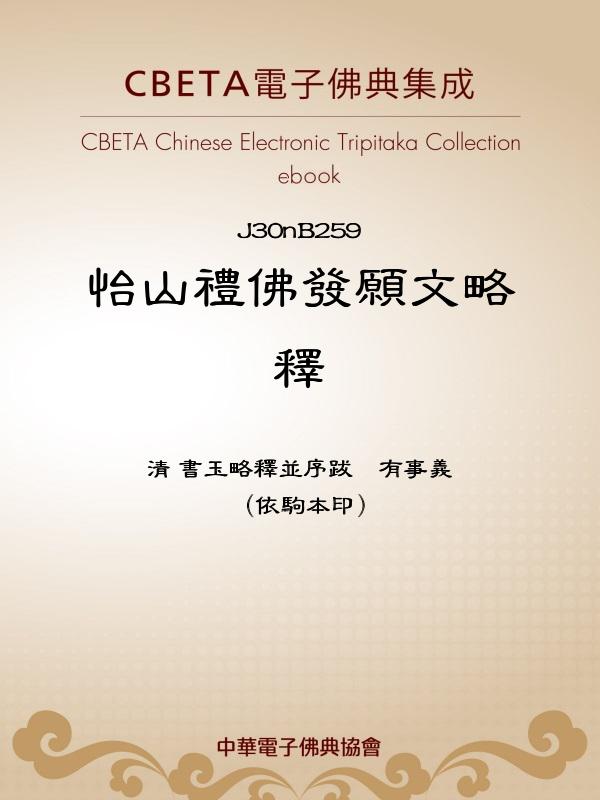 CBETA電子佛典集成
CBETA Chinese Electronic Tripitaka Collection
ebook
J30nB259
怡山禮佛發願文略
釋
清 書玉略釋並序跋　有事義
(依駒本印)
中華電子佛典協會